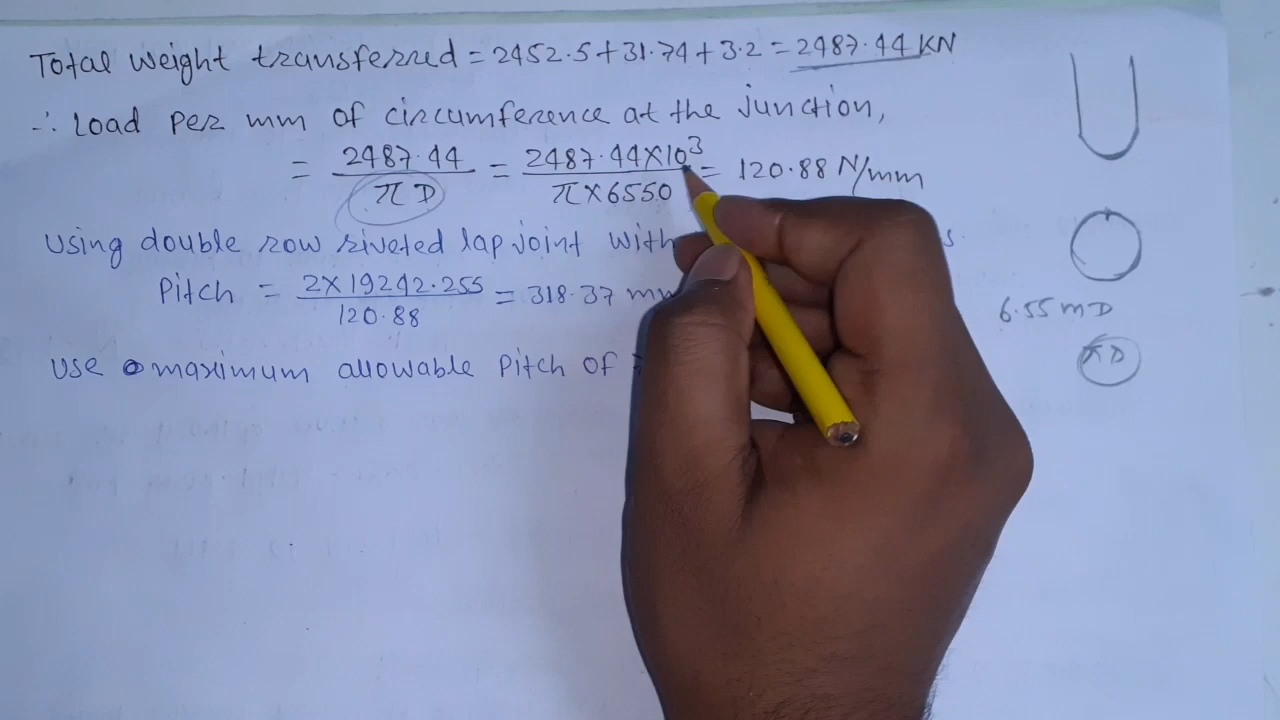 Total weight transferred = 2452.5 + 31.74 + 3.2 = 2487.44 KN
∴ Load per mm of circumference at the junction,
= 2487.44 / πD = 2487.44×10³ / π×6550 = 120.88 N/mm
Using double row riveted lap joint with
Pitch = 2×19242.255 / 120.88 = 318.37 mm
Use maximum allowable pitch of
6.55 m D
πD